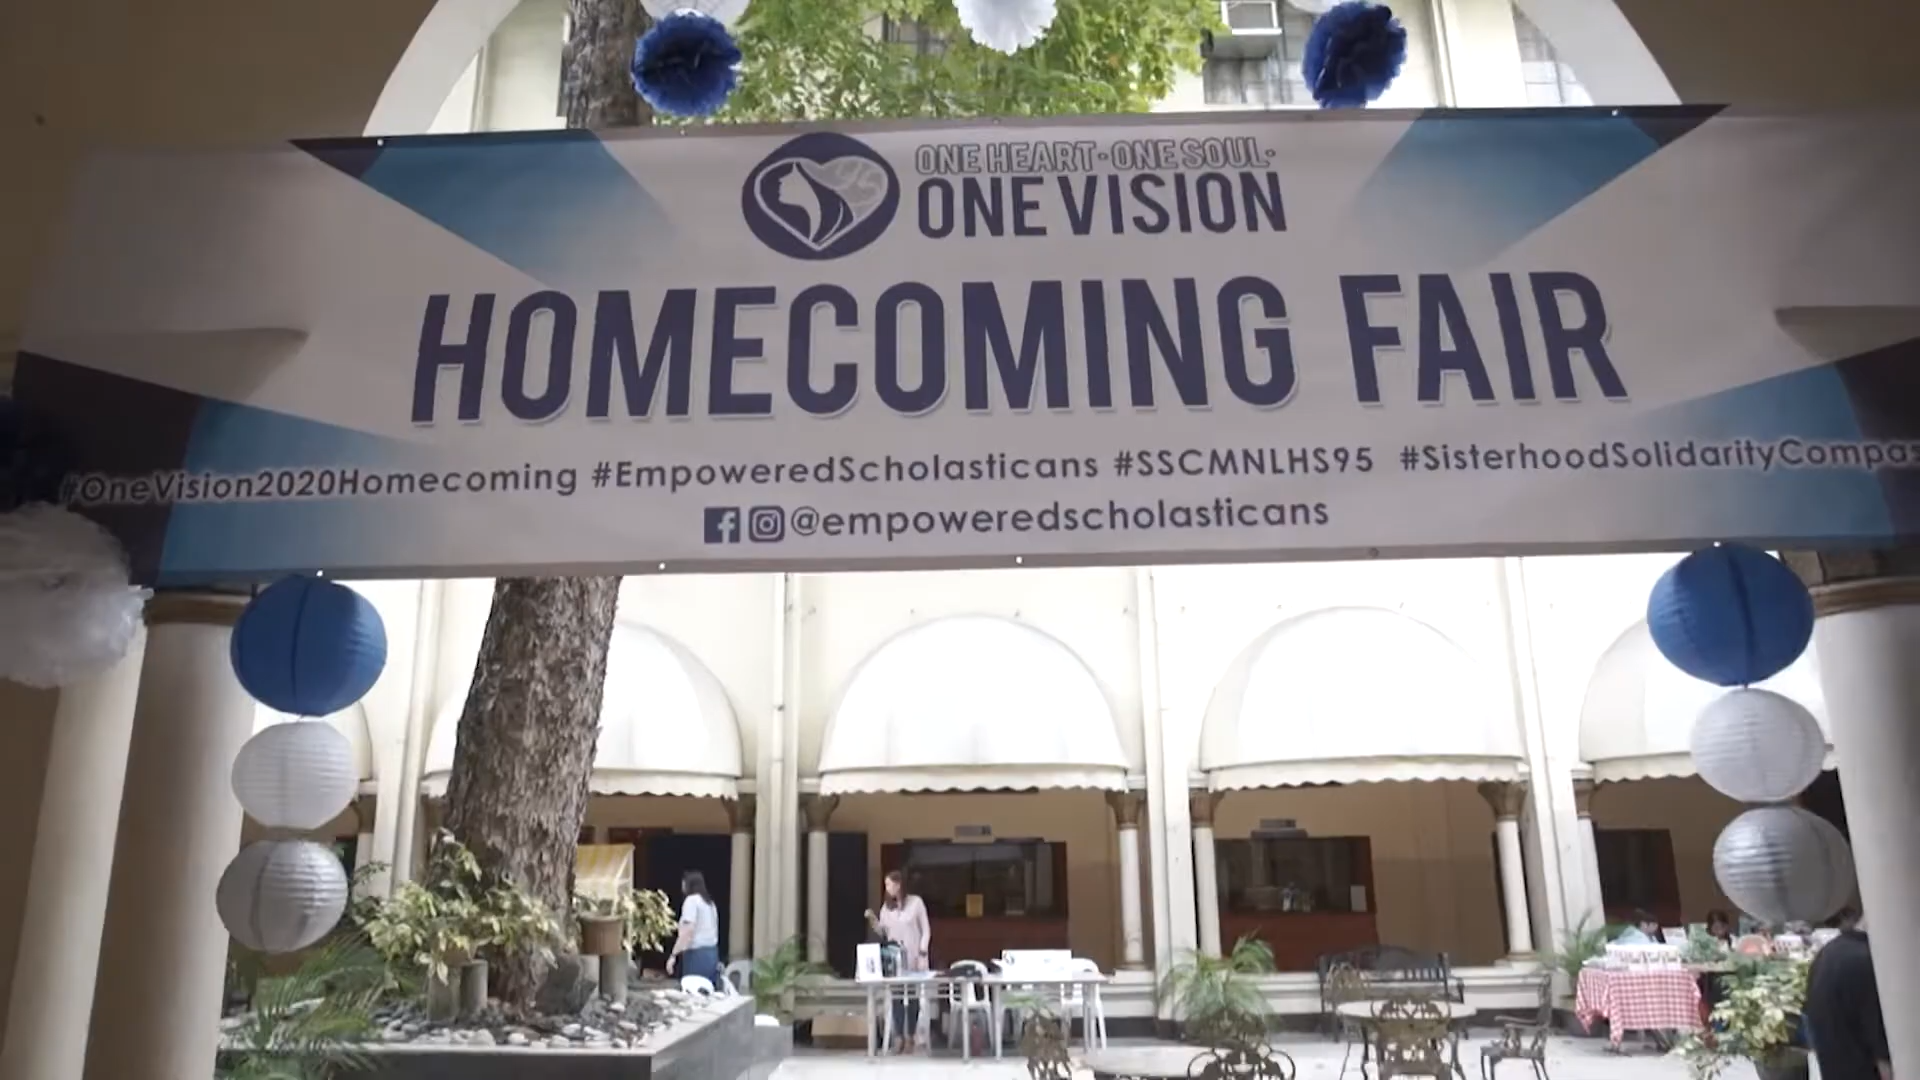 ONE HEART·ONE SOUL·
ONE VISION
HOMECOMING FAIR
#OneVision2020Homecoming #EmpoweredScholasticans #SSCMNLHS95 #SisterhoodSolidarityCompas
@empoweredscholasticans